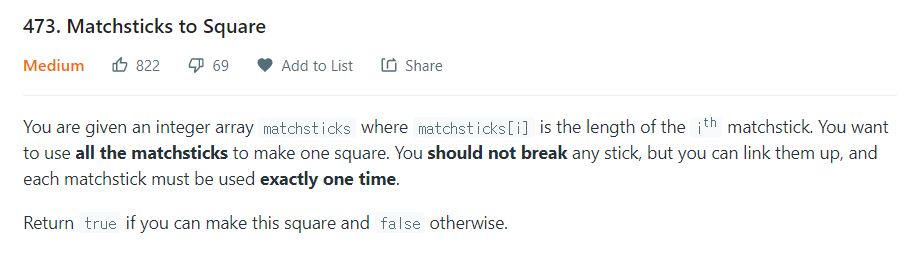 473. Matchsticks to Square
Medium 822 69 Add to List Share
You are given an integer array matchsticks where matchsticks[i] is the length of the ith matchstick. You want
to use all the matchsticks to make one square. You should not break any stick, but you can link them up, and
each matchstick must be used exactly one time.
Return true if you can make this square and false otherwise.